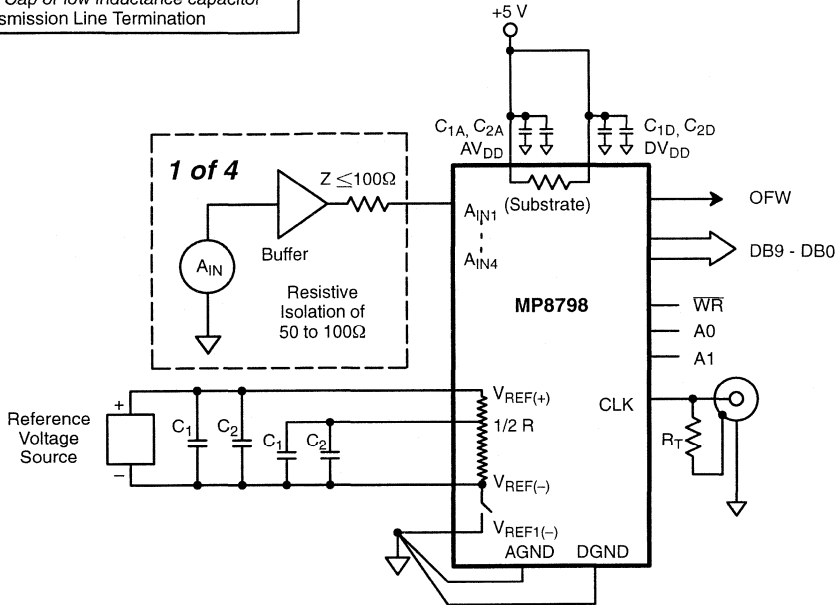 Cap or low inductance capacitor
smission Line Termination
+5 V
C1A, C2A
AVDD
C1D, C2D
DVDD
1 of 4
Z ≤100Ω
Buffer
AIN
Resistive
Isolation of
50 to 100Ω
AIN1
(Substrate)
AIN4
MP8798
OFW
DB9 - DB0
WR
A0
A1
CLK
RT
Reference
Voltage
Source
+
−
C1
C2
C1
C2
VREF(+)
1/2 R
VREF(−)
VREF1(−)
AGND
DGND